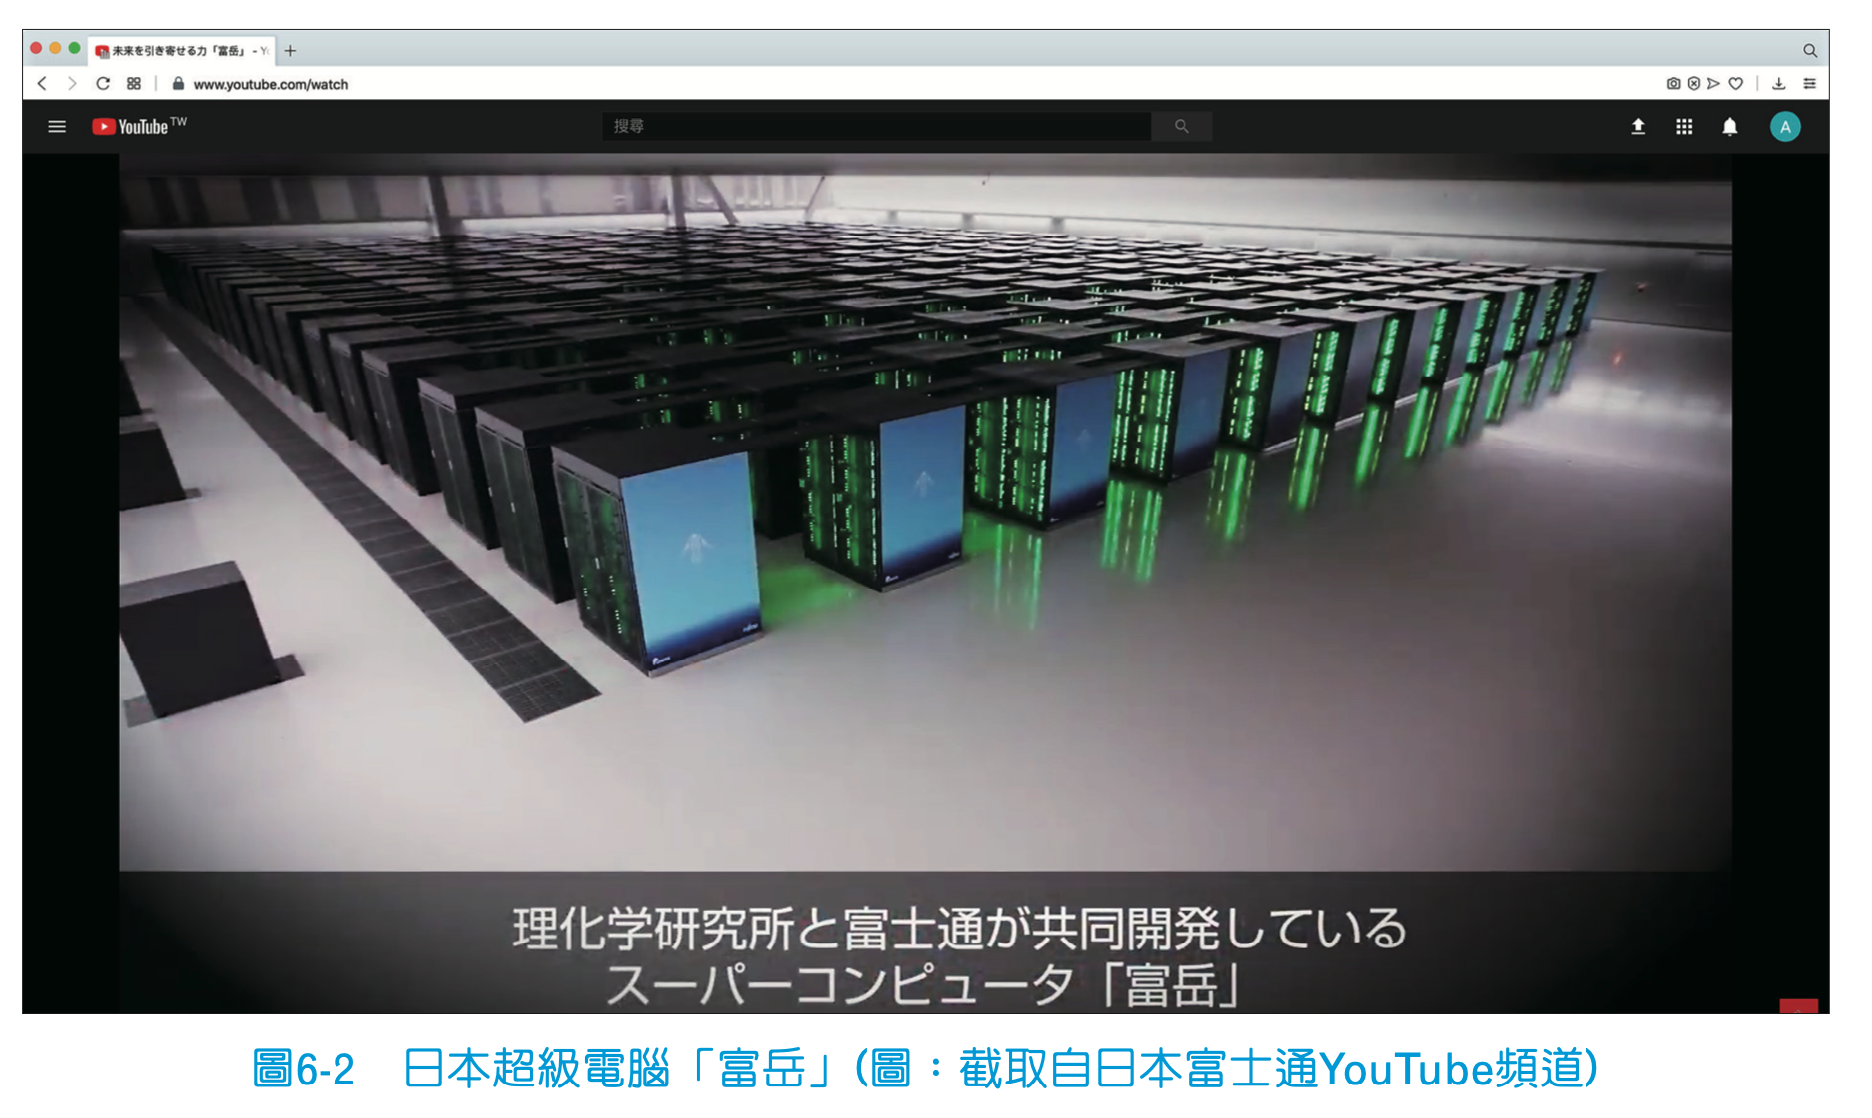 未来を引き寄せる力「富岳」 - Y
www.youtube.com/watch
YouTube TW
搜尋
A
理化学研究所と富士通が共同開発している
スーパーコンピュータ「富岳」
圖6-2 日本超級電腦「富岳」(圖：截取自日本富士通YouTube頻道)